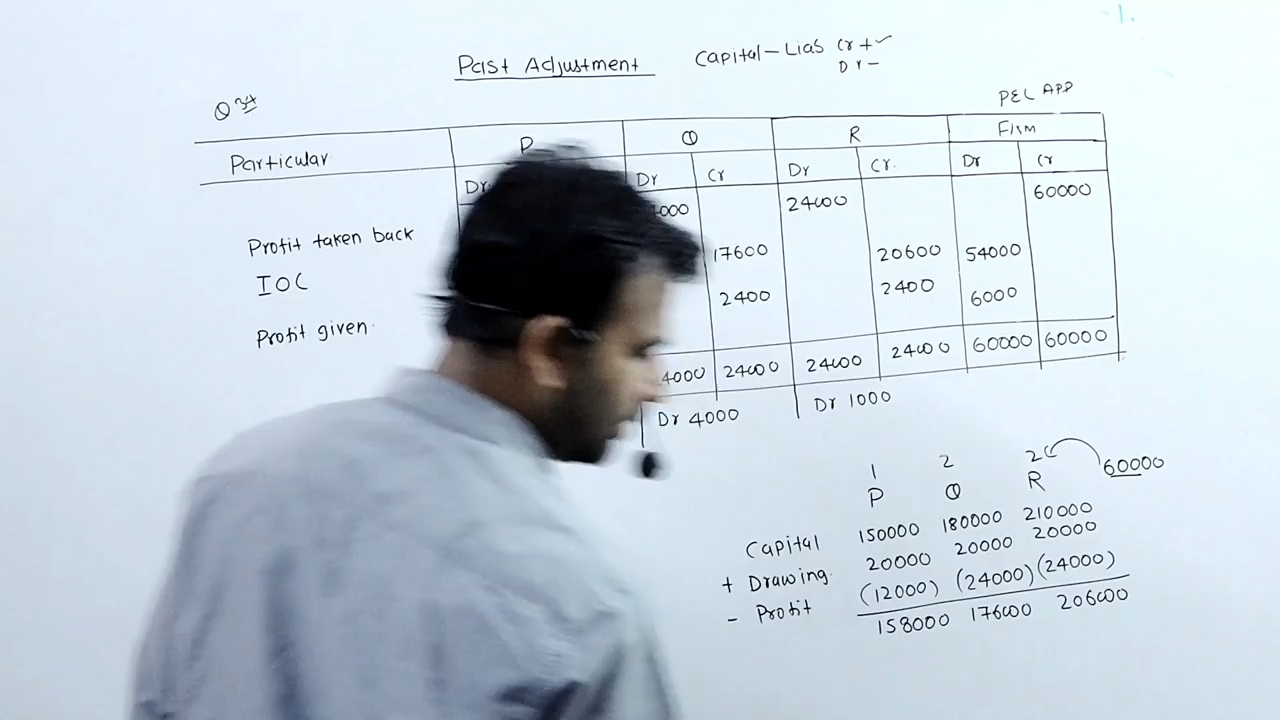 Past Adjustment Capital - Lias Cr + ✓
Dr -
PEL APP
Particular P Q R Firm
Dr Dr Cr Dr Cr. Dr Cr
Profit taken back 24000 60000
IOC 17600 20600 54000
Profit given. 2400 2400 6000
24000 24000 24000 60000 60000
Dr 4000 Dr 1000
1 2 2 60000
P Q R
Capital 150000 180000 210000
+ Drawing. 20000 20000 20000
- Profit (12000) (24000) (24000)
158000 176000 206000